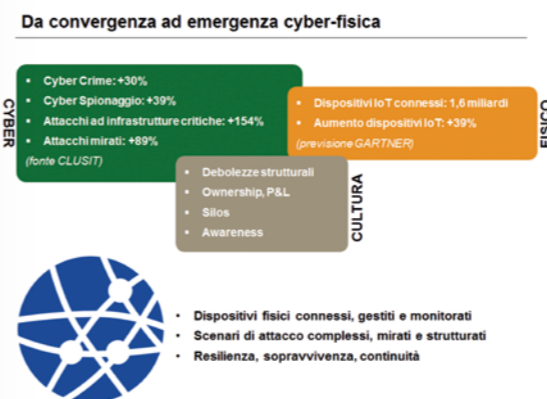 Da convergenza ad emergenza cyber-fisica
CYBER
Cyber Crime: +30%
Cyber Spionaggio: +39%
Attacchi ad infrastrutture critiche: +154%
Attacchi mirati: +89%
(fonte CLUSIT)
Dispositivi IoT connessi: 1,6 miliardi
Aumento dispositivi IoT: +39%
(previsione GARTNER)
FISICO
Debolezze strutturali
Ownership, P&L
Silos
Awareness
CULTURA
Dispositivi fisici connessi, gestiti e monitorati
Scenari di attacco complessi, mirati e strutturati
Resilienza, sopravvivenza, continuità